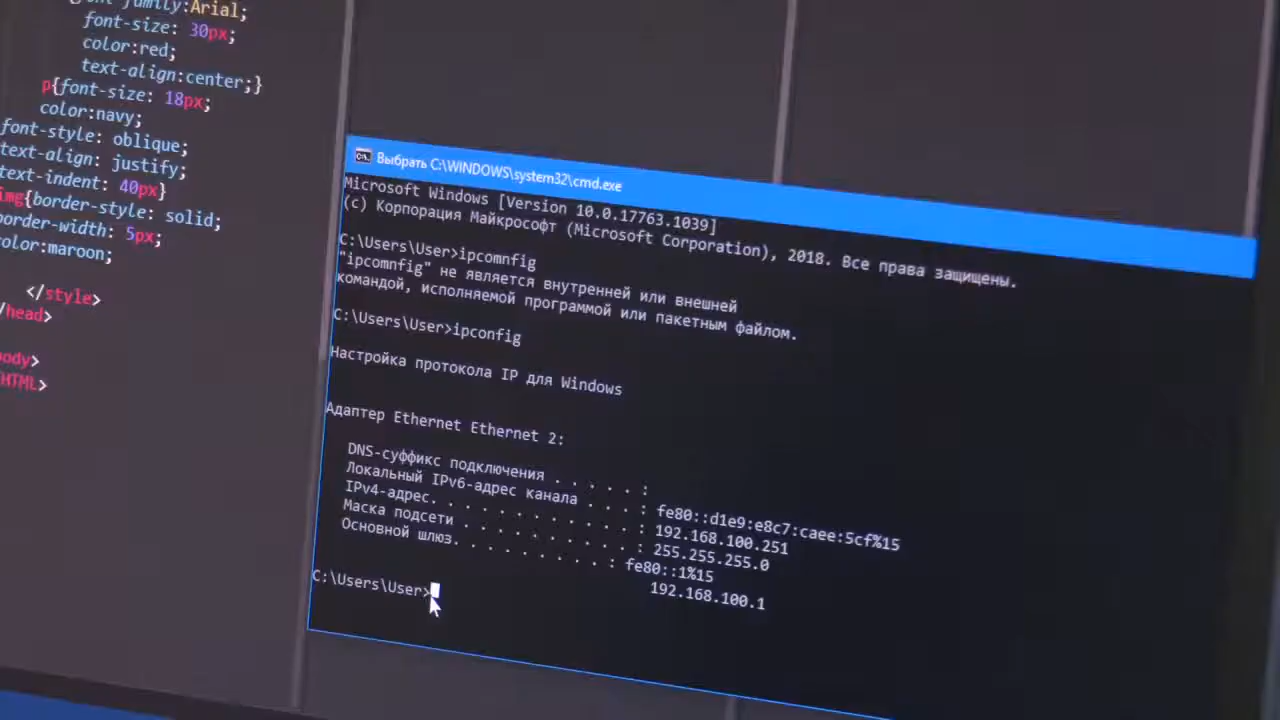 font-family:Arial;
font-size: 30px;
color:red;
text-align:center;}
p{font-size: 18px;
color:navy;
font-style: oblique;
text-align: justify;
text-indent: 40px}
img{border-style: solid;
border-width: 5px;
color:maroon;
</style>
/head>
body>
HTML>
Выбрать C:\WINDOWS\system32\cmd.exe
Microsoft Windows [Version 10.0.17763.1039]
(c) Корпорация Майкрософт (Microsoft Corporation), 2018. Все права защищены.
C:\Users\User>ipcomnfig
"ipcomnfig" не является внутренней или внешней
командой, исполняемой программой или пакетным файлом.
C:\Users\User>ipconfig
Настройка протокола IP для Windows
Адаптер Ethernet Ethernet 2:
DNS-суффикс подключения . . . . . :
Локальный IPv6-адрес канала . . . : fe80::d1e9:e8c7:caee:5cf%15
IPv4-адрес. . . . . . . . . . . . : 192.168.100.251
Маска подсети . . . . . . . . . . : 255.255.255.0
Основной шлюз. . . . . . . . . : fe80::1%15
192.168.100.1
C:\Users\User>